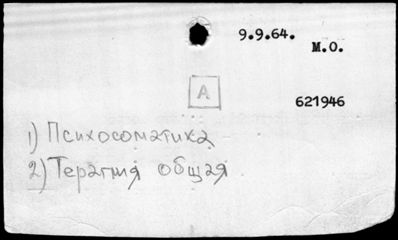 9.9.64.
M.O.
A
621946
1) Психосоматика
2) Терапия общая